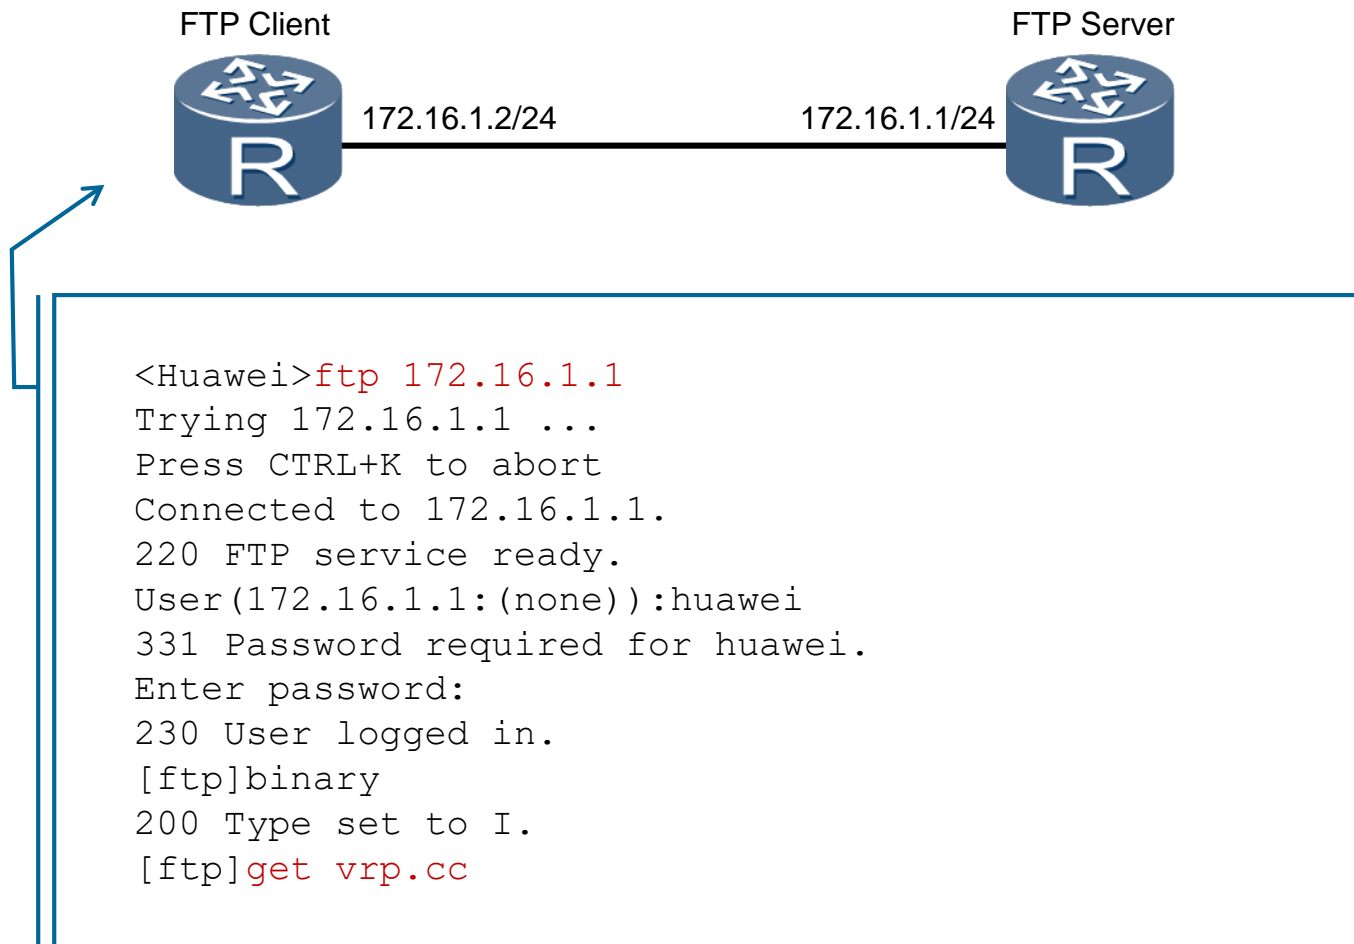 FTP Client
FTP Server
172.16.1.2/24
172.16.1.1/24
R
R
<Huawei>ftp 172.16.1.1
Trying 172.16.1.1 ...
Press CTRL+K to abort
Connected to 172.16.1.1.
220 FTP service ready.
User(172.16.1.1:(none)):huawei
331 Password required for huawei.
Enter password:
230 User logged in.
[ftp]binary
200 Type set to I.
[ftp]get vrp.cc